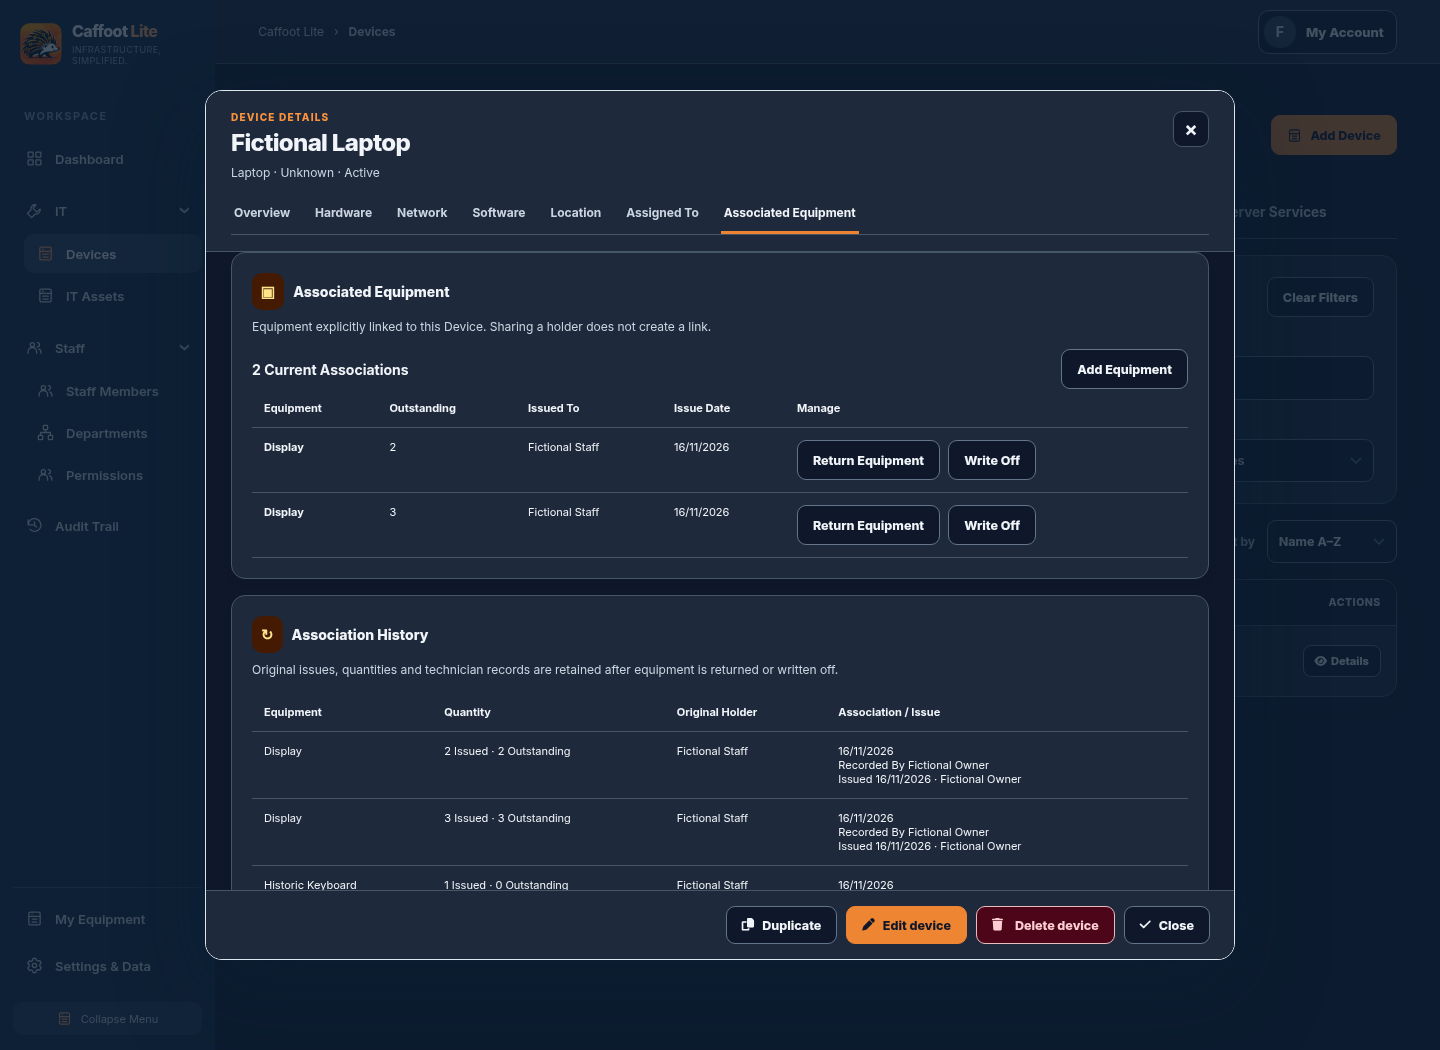 Caffoot Lite
INFRASTRUCTURE,
SIMPLIFIED.
Caffoot Lite › Devices
F My Account
WORKSPACE
Dashboard
IT
Devices
IT Assets
Staff
Staff Members
Departments
Permissions
Audit Trail
My Equipment
Settings & Data
Collapse Menu
Add Device
erver Services
Clear Filters
by
Name A–Z
ACTIONS
Details
DEVICE DETAILS
Fictional Laptop
Laptop · Unknown · Active
Overview Hardware Network Software Location Assigned To Associated Equipment
Associated Equipment
Equipment explicitly linked to this Device. Sharing a holder does not create a link.
2 Current Associations
Add Equipment
Equipment Outstanding Issued To Issue Date Manage
Display 2 Fictional Staff 16/11/2026 Return Equipment Write Off
Display 3 Fictional Staff 16/11/2026 Return Equipment Write Off
Association History
Original issues, quantities and technician records are retained after equipment is returned or written off.
Equipment Quantity Original Holder Association / Issue
Display 2 Issued · 2 Outstanding Fictional Staff 16/11/2026
Recorded By Fictional Owner
Issued 16/11/2026 · Fictional Owner
Display 3 Issued · 3 Outstanding Fictional Staff 16/11/2026
Recorded By Fictional Owner
Issued 16/11/2026 · Fictional Owner
Historic Keyboard 1 Issued · 0 Outstanding Fictional Staff 16/11/2026
Duplicate Edit device Delete device Close